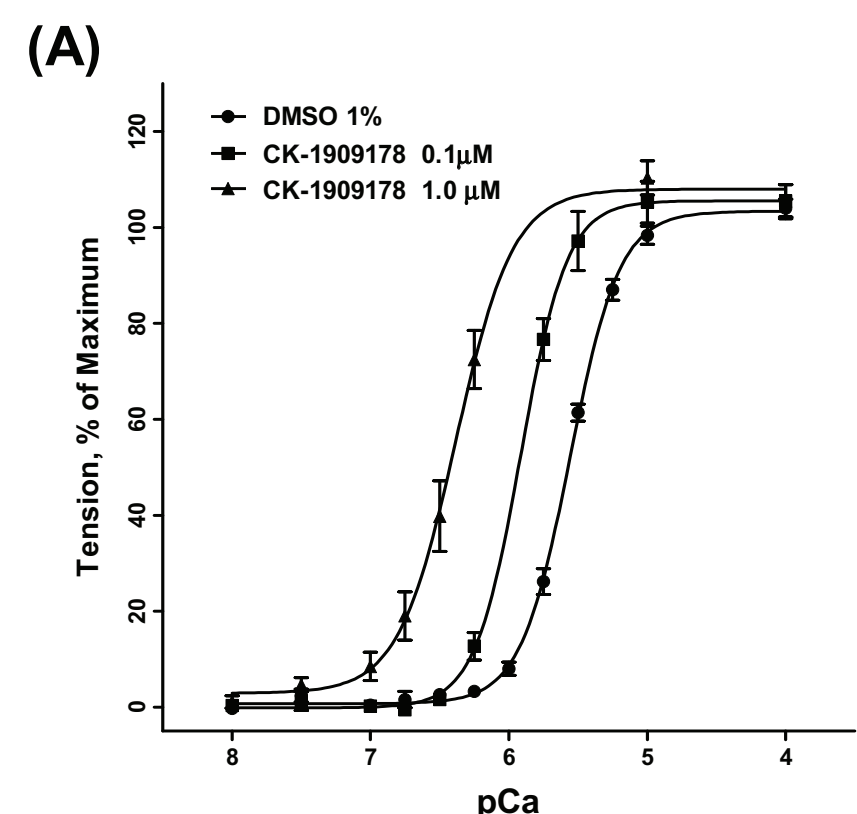 (A)
DMSO 1%
CK-1909178 0.1μM
CK-1909178 1.0 μM
Tension, % of Maximum
120
100
80
60
40
20
0
8 7 6 5 4
pCa